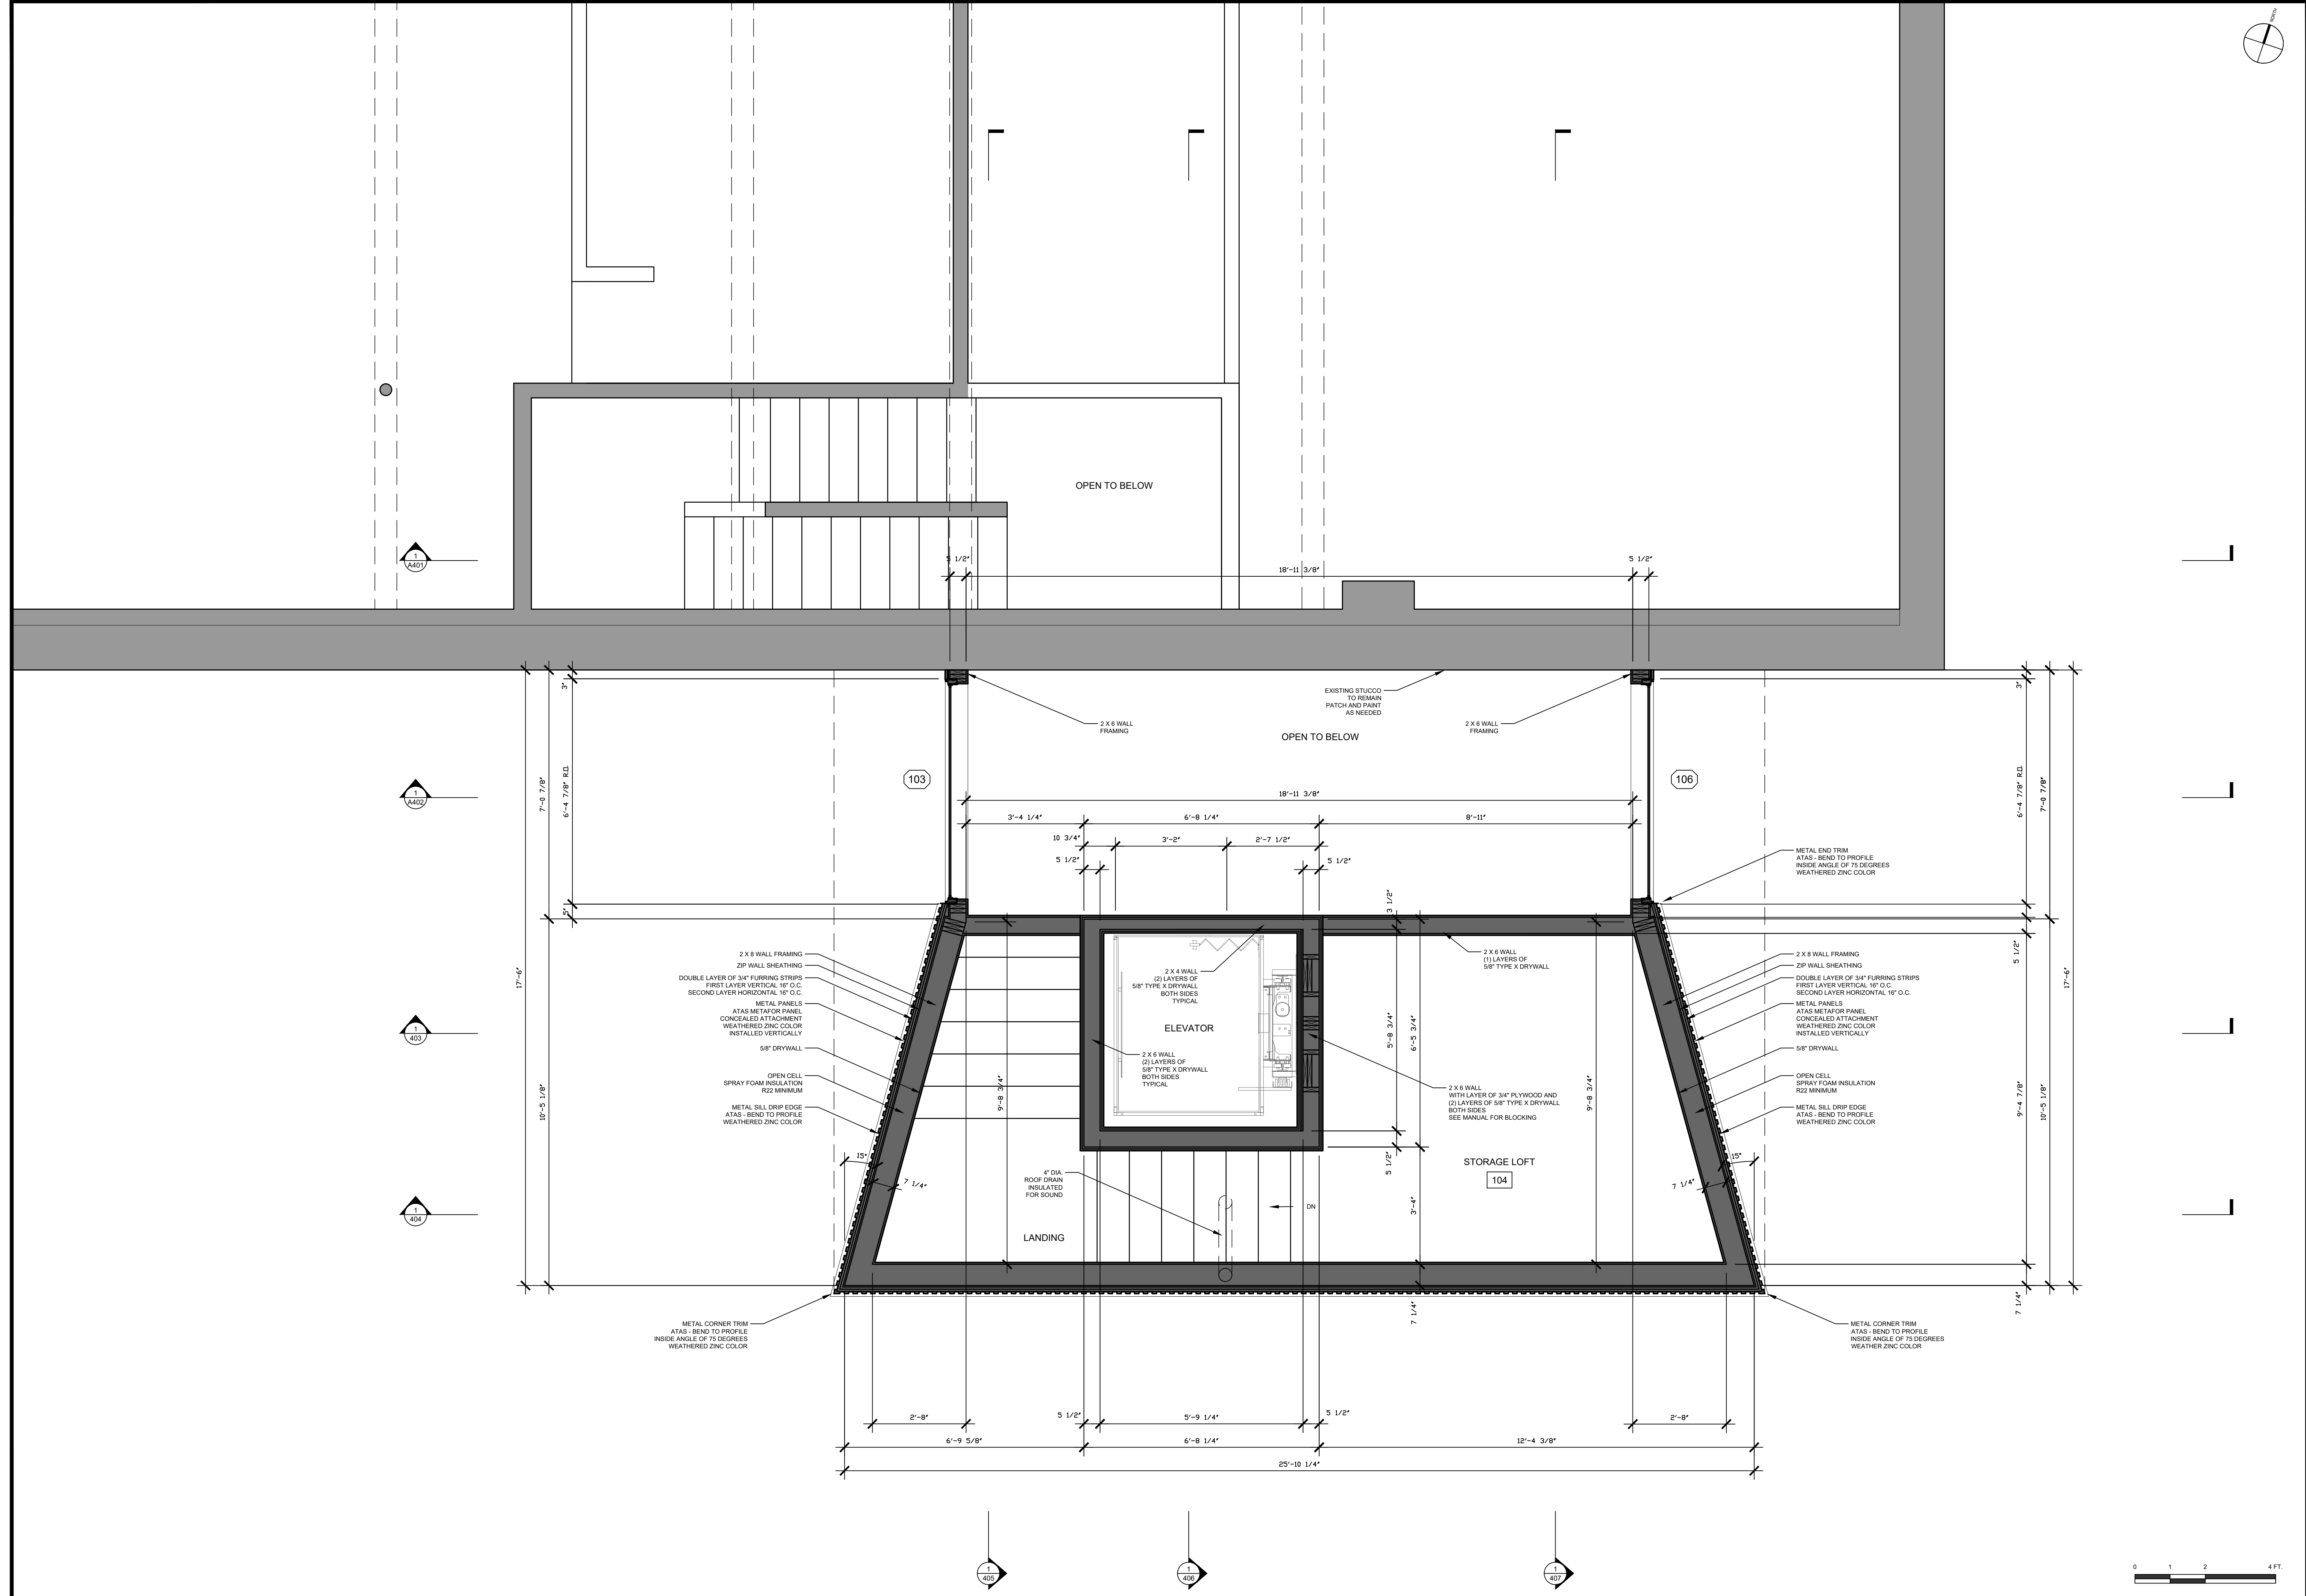 NORTH
OPEN TO BELOW
1
A401
5 1/2"
18'-11 3/8"
5 1/2"
3"
EXISTING STUCCO
TO REMAIN
PATCH AND PAINT
AS NEEDED
3"
2 X 6 WALL
FRAMING
2 X 6 WALL
FRAMING
OPEN TO BELOW
103
106
1
A402
7'-0 7/8"
6'-4 7/8" R.D.
6'-4 7/8" R.D.
7'-0 7/8"
18'-11 3/8"
3'-4 1/4"
6'-8 1/4"
8'-11"
10 3/4"
3'-2"
2'-7 1/2"
5 1/2"
5 1/2"
METAL END TRIM
ATAS - BEND TO PROFILE
INSIDE ANGLE OF 75 DEGREES
WEATHERED ZINC COLOR
5"
3 1/2"
5 1/2"
17'-6"
17'-6"
2 X 8 WALL FRAMING
ZIP WALL SHEATHING
DOUBLE LAYER OF 3/4" FURRING STRIPS
FIRST LAYER VERTICAL 16" O.C.
SECOND LAYER HORIZONTAL 16" O.C.
METAL PANELS
ATAS METAFOR PANEL
CONCEALED ATTACHMENT
WEATHERED ZINC COLOR
INSTALLED VERTICALLY
5/8" DRYWALL
OPEN CELL
SPRAY FOAM INSULATION
R22 MINIMUM
METAL SILL DRIP EDGE
ATAS - BEND TO PROFILE
WEATHERED ZINC COLOR
2 X 4 WALL
(2) LAYERS OF
5/8" TYPE X DRYWALL
BOTH SIDES
TYPICAL
ELEVATOR
2 X 6 WALL
(2) LAYERS OF
5/8" TYPE X DRYWALL
BOTH SIDES
TYPICAL
2 X 6 WALL
(1) LAYERS OF
5/8" TYPE X DRYWALL
2 X 6 WALL
WITH LAYER OF 3/4" PLYWOOD AND
(2) LAYERS OF 5/8" TYPE X DRYWALL
BOTH SIDES
SEE MANUAL FOR BLOCKING
2 X 8 WALL FRAMING
ZIP WALL SHEATHING
DOUBLE LAYER OF 3/4" FURRING STRIPS
FIRST LAYER VERTICAL 16" O.C.
SECOND LAYER HORIZONTAL 16" O.C.
METAL PANELS
ATAS METAFOR PANEL
CONCEALED ATTACHMENT
WEATHERED ZINC COLOR
INSTALLED VERTICALLY
5/8" DRYWALL
OPEN CELL
SPRAY FOAM INSULATION
R22 MINIMUM
METAL SILL DRIP EDGE
ATAS - BEND TO PROFILE
WEATHERED ZINC COLOR
1
403
10'-5 1/8"
9'-8 3/4"
5'-8 3/4"
6'-5 3/4"
9'-8 3/4"
9'-4 7/8"
10'-5 1/8"
15°
7 1/4"
4" DIA.
ROOF DRAIN
INSULATED
FOR SOUND
5 1/2"
STORAGE LOFT
104
15°
7 1/4"
1
404
DN
3'-4"
LANDING
7 1/4"
7 1/4"
METAL CORNER TRIM
ATAS - BEND TO PROFILE
INSIDE ANGLE OF 75 DEGREES
WEATHERED ZINC COLOR
METAL CORNER TRIM
ATAS - BEND TO PROFILE
INSIDE ANGLE OF 75 DEGREES
WEATHER ZINC COLOR
2'-8"
5 1/2"
5'-9 1/4"
5 1/2"
2'-8"
6'-9 5/8"
6'-8 1/4"
12'-4 3/8"
25'-10 1/4"
1
405
1
406
1
407
0 1 2 4 FT.